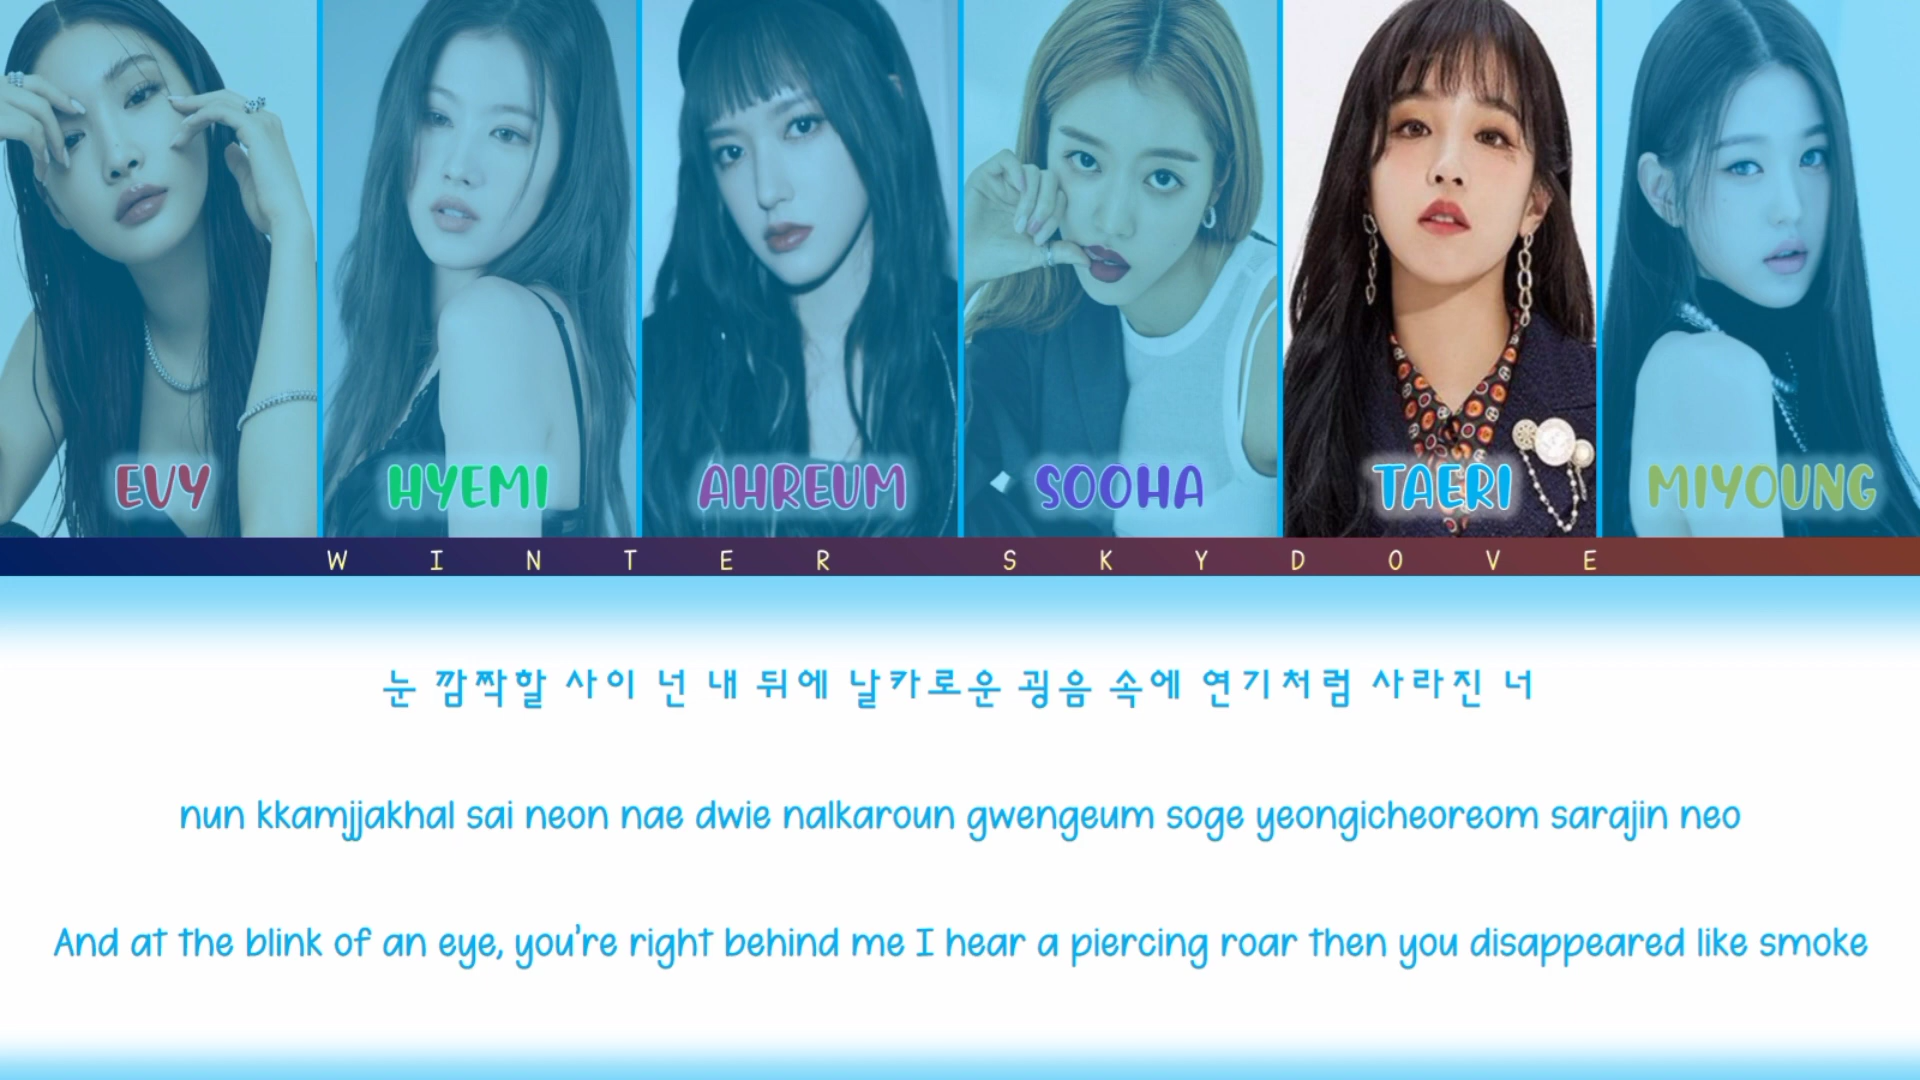 EVY HYEMI AHREUM SOOHA TAERI MIYOUNG
WINTER SKYDOVE
눈 깜짝할 사이 넌 내 뒤에 날카로운 굉음 속에 연기처럼 사라진 너
nun kkamjjakhal sai neon nae dwie nalkaroun gwengeum soge yeongicheoreom sarajin neo
And at the blink of an eye, you're right behind me I hear a piercing roar then you disappeared like smoke